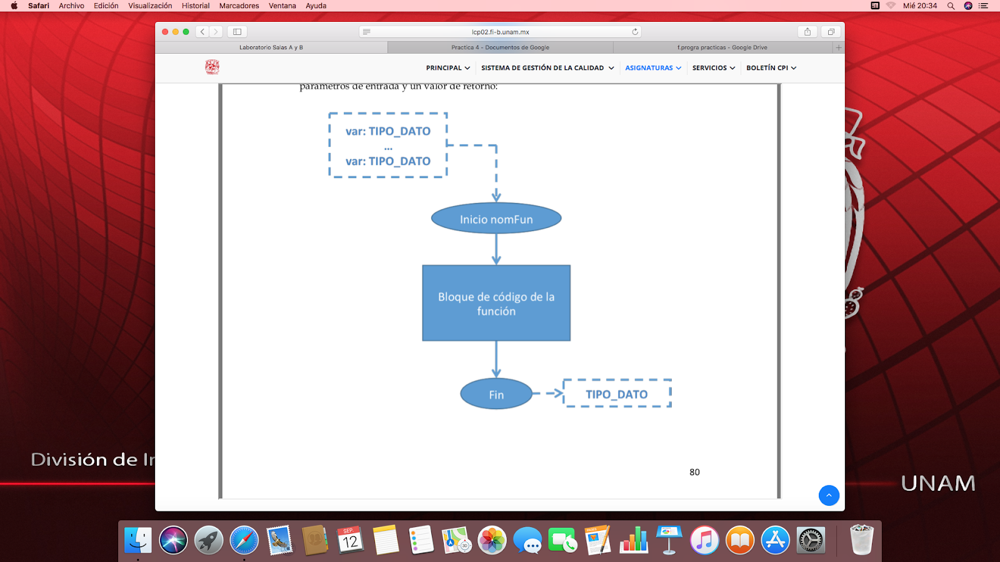 Safari Archivo Edición Visualización Historial Marcadores Ventana Ayuda Mié 20:34
lcp02.fi-b.unam.mx
Laboratorio Salas A y B Practica 4 - Documentos de Google f.progra practicas - Google Drive
PRINCIPAL SISTEMA DE GESTIÓN DE LA CALIDAD ASIGNATURAS SERVICIOS BOLETÍN CPI
parámetros de entrada y un valor de retorno:
var: TIPO_DATO
...
var: TIPO_DATO
Inicio nomFun
Bloque de código de la
función
Fin
TIPO_DATO
80
División de In
UNAM
SEP.
12
3D
PAGES